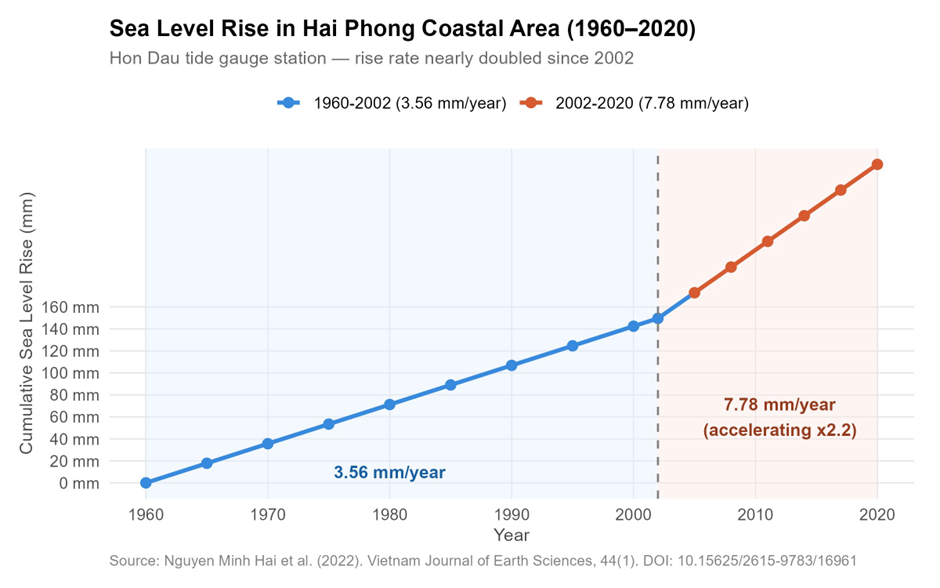 Sea Level Rise in Hai Phong Coastal Area (1960–2020)
Hon Dau tide gauge station — rise rate nearly doubled since 2002
1960-2002 (3.56 mm/year) 2002-2020 (7.78 mm/year)
Cumulative Sea Level Rise (mm)
160 mm
140 mm
120 mm
100 mm
80 mm
60 mm
40 mm
20 mm
0 mm
7.78 mm/year
(accelerating x2.2)
3.56 mm/year
1960 1970 1980 1990 2000 2010 2020
Year
Source: Nguyen Minh Hai et al. (2022). Vietnam Journal of Earth Sciences, 44(1). DOI: 10.15625/2615-9783/16961